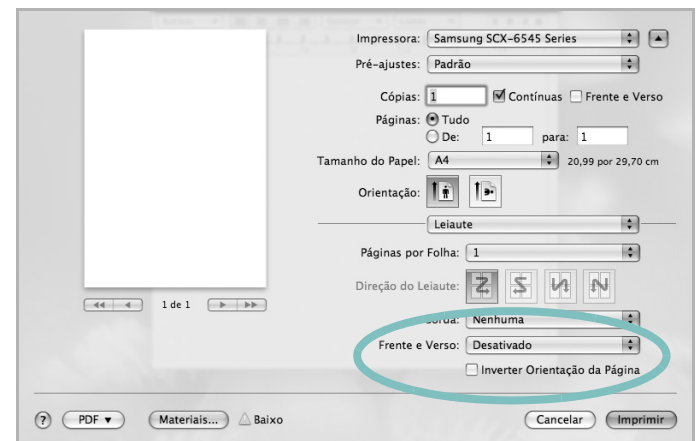 Impressora: Samsung SCX-6545 Series
Pré-ajustes: Padrão
Cópias: 1 Contínuas Frente e Verso
Páginas: Tudo
De: 1 para: 1
Tamanho do Papel: A4 20,99 por 29,70 cm
Orientação:
Leiaute
Páginas por Folha: 1
Direção do Leiaute:
1 de 1
Borda: Nenhuma
Frente e Verso: Desativado
Inverter Orientação da Página
? PDF Materiais... Baixo Cancelar Imprimir